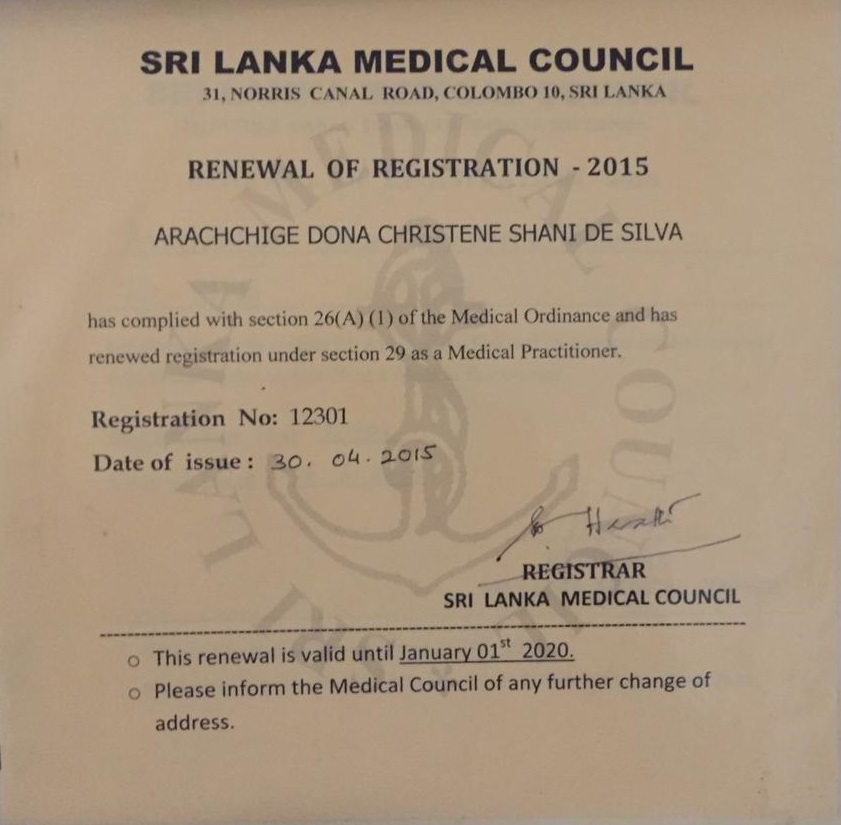 SRI LANKA MEDICAL COUNCIL
31, NORRIS CANAL ROAD, COLOMBO 10, SRI LANKA
RENEWAL OF REGISTRATION - 2015
ARACHCHIGE DONA CHRISTENE SHANI DE SILVA
has complied with section 26(A) (1) of the Medical Ordinance and has
renewed registration under section 29 as a Medical Practitioner.
Registration No: 12301
Date of issue : 30. 04. 2015
REGISTRAR
SRI LANKA MEDICAL COUNCIL
This renewal is valid until January 01st 2020.
Please inform the Medical Council of any further change of
address.